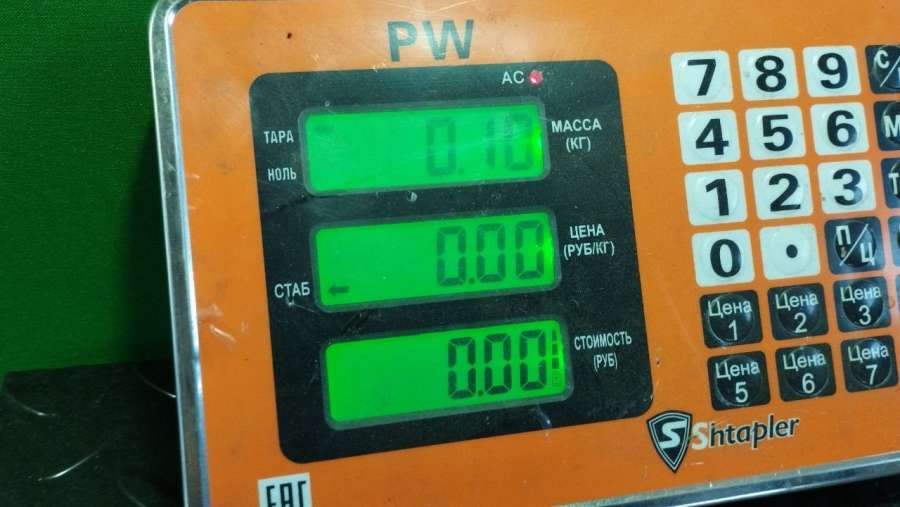 PW
AC
ТАРА
НОЛЬ
0.10
МАССА
(КГ)
СТАБ
0.00
ЦЕНА
(РУБ/КГ)
0.00
СТОИМОСТЬ
(РУБ)
7 8 9
4 5 6
1 2 3
0 . П/Ц
Цена 1 Цена 2 Цена 3
Цена 5 Цена 6 Цена 7
S Shtapler
EAC